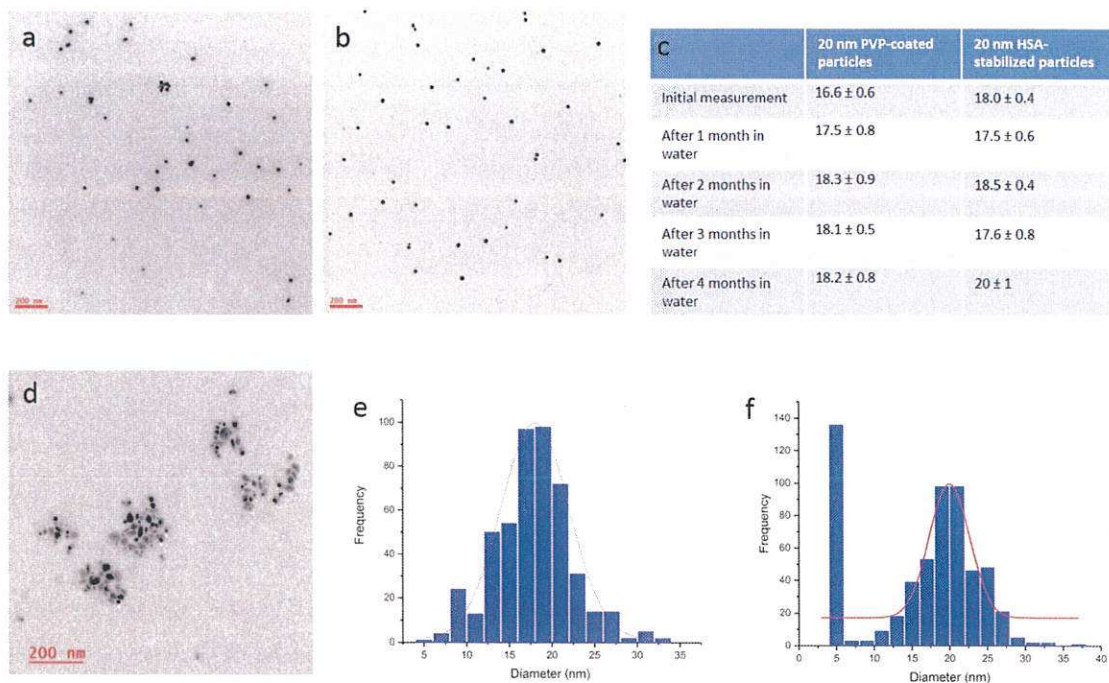 a
200 nm
b
200 nm
c
20 nm PVP-coated
particles
20 nm HSA-
stabilized particles
Initial measurement
16.6 ± 0.6
18.0 ± 0.4
After 1 month in
water
17.5 ± 0.8
17.5 ± 0.6
After 2 months in
water
18.3 ± 0.9
18.5 ± 0.4
After 3 months in
water
18.1 ± 0.5
17.6 ± 0.8
After 4 months in
water
18.2 ± 0.8
20 ± 1
d
200 nm
e
100
80
60
40
20
0
Frequency
5 10 15 20 25 30 35
Diameter (nm)
f
140
120
100
80
60
40
20
0
Frequency
0 5 10 15 20 25 30 35 40
Diameter (nm)